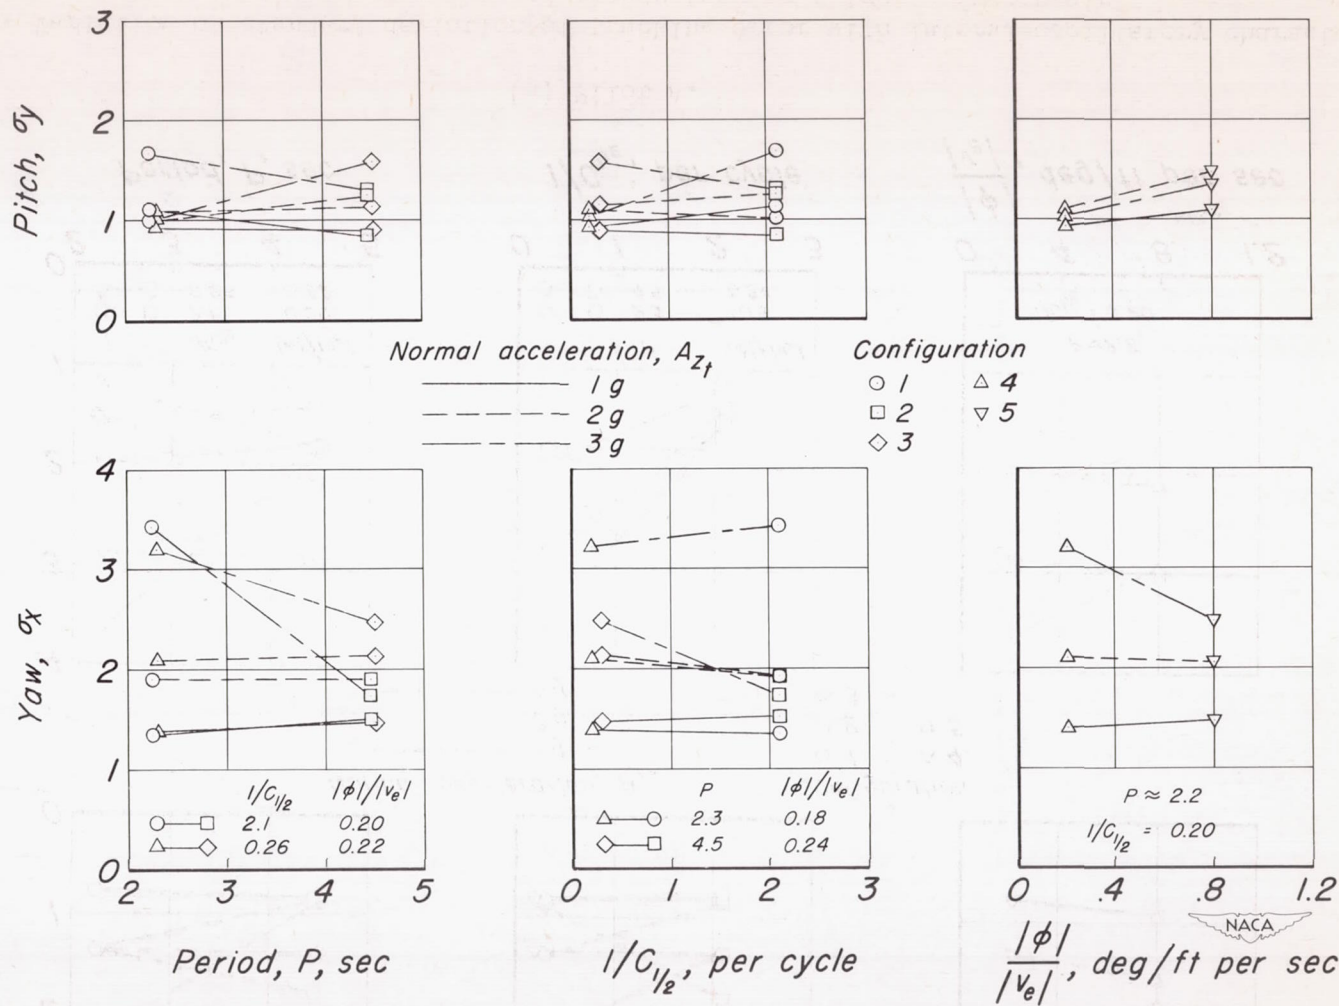 3
2
1
0
Pitch, σy
Normal acceleration, A_Zt
1 g
2 g
3 g
Configuration
1 4
2 5
3
4
3
2
1
0
Yaw, σx
1/C1/2 |ϕ|/|ve|
2.1 0.20
0.26 0.22
P |ϕ|/|ve|
2.3 0.18
4.5 0.24
P ≈ 2.2
1/C1/2 = 0.20
2 3 4 5
0 1 2 3
0 .4 .8 1.2
NACA
Period, P, sec
1/C1/2, per cycle
|ϕ|/|ve|, deg/ft per sec